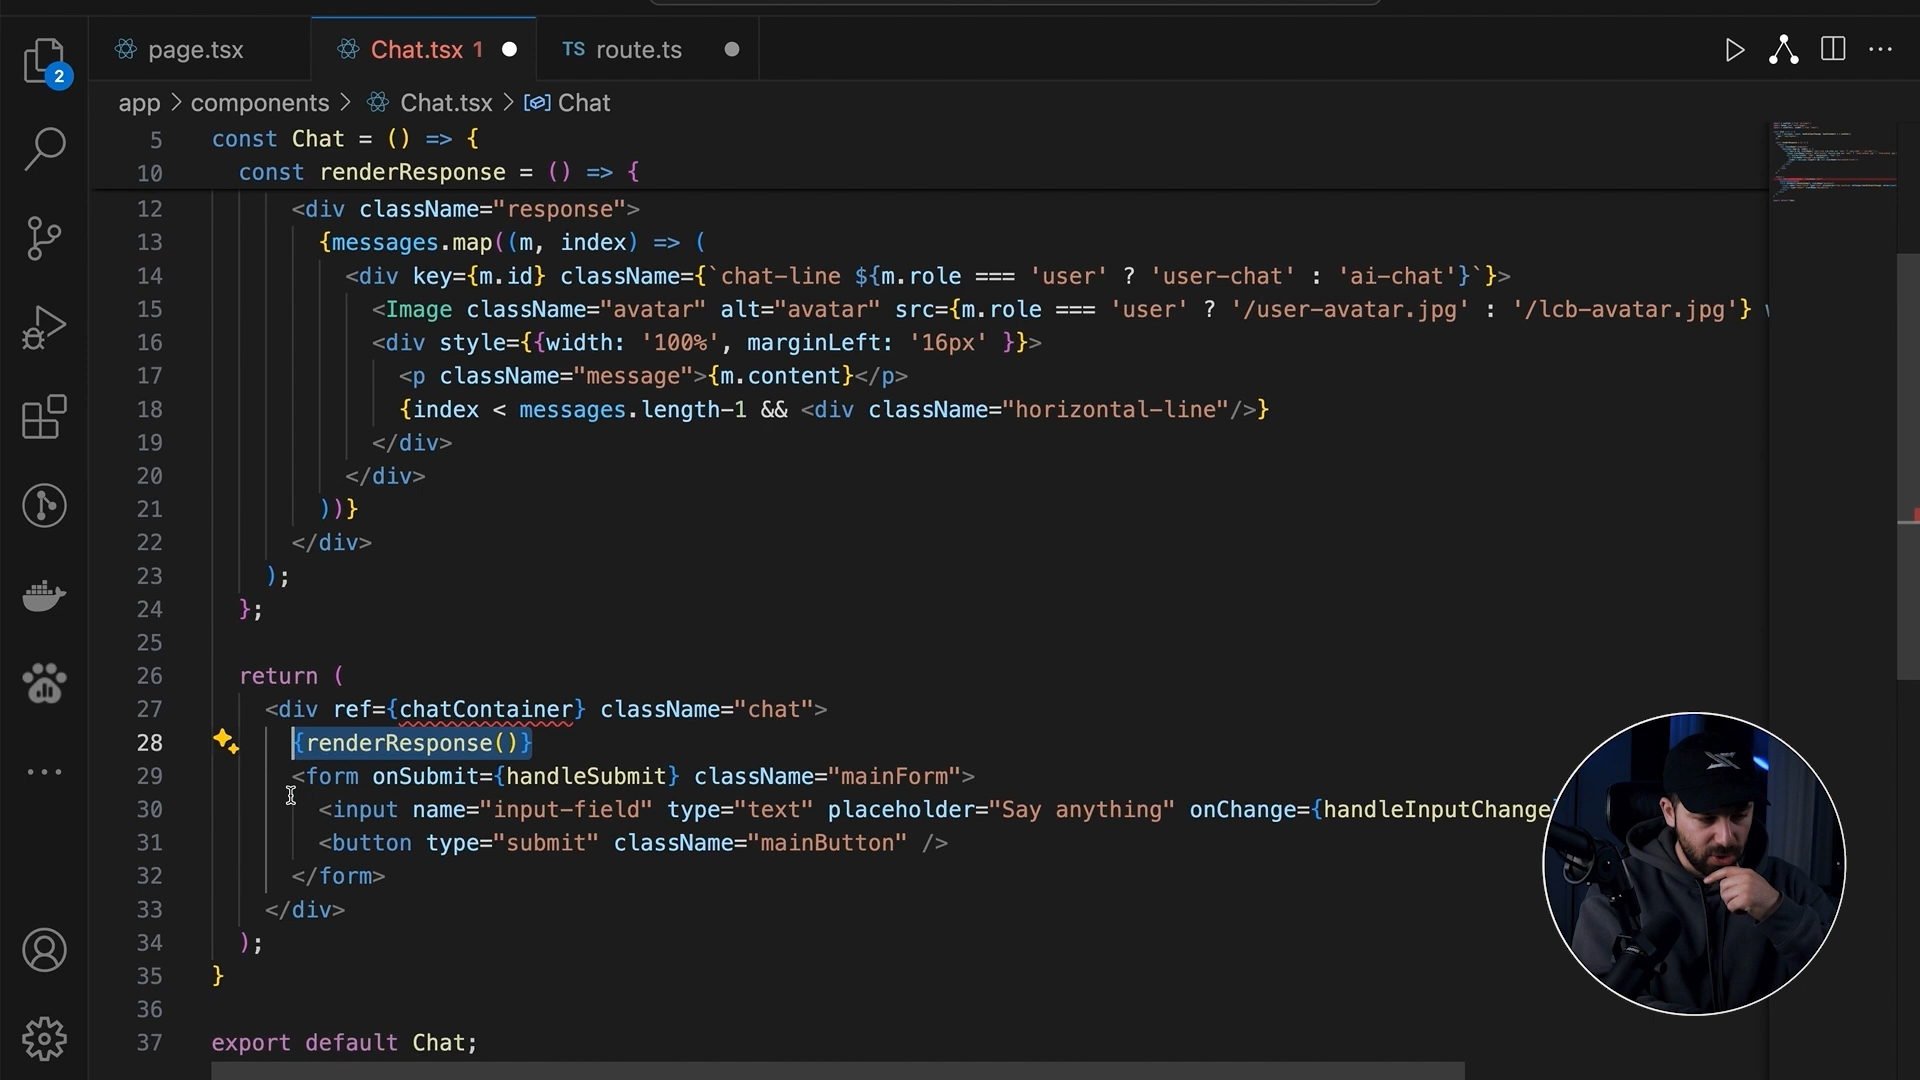 page.tsx
Chat.tsx 1
TS route.ts
2
app > components > Chat.tsx > Chat
5 const Chat = () => {
10 const renderResponse = () => {
12 <div className="response">
13 {messages.map((m, index) => (
14 <div key={m.id} className={`chat-line ${m.role === 'user' ? 'user-chat' : 'ai-chat'}`}>
15 <Image className="avatar" alt="avatar" src={m.role === 'user' ? '/user-avatar.jpg' : '/lcb-avatar.jpg'}
16 <div style={{width: '100%', marginLeft: '16px' }}>
17 <p className="message">{m.content}</p>
18 {index < messages.length-1 && <div className="horizontal-line"/>}
19 </div>
20 </div>
21 ))}
22 </div>
23 );
24 };
25
26 return (
27 <div ref={chatContainer} className="chat">
28 {renderResponse()}
29 <form onSubmit={handleSubmit} className="mainForm">
30 <input name="input-field" type="text" placeholder="Say anything" onChange={handleInputChange
31 <button type="submit" className="mainButton" />
32 </form>
33 </div>
34 );
35 }
36
37 export default Chat;